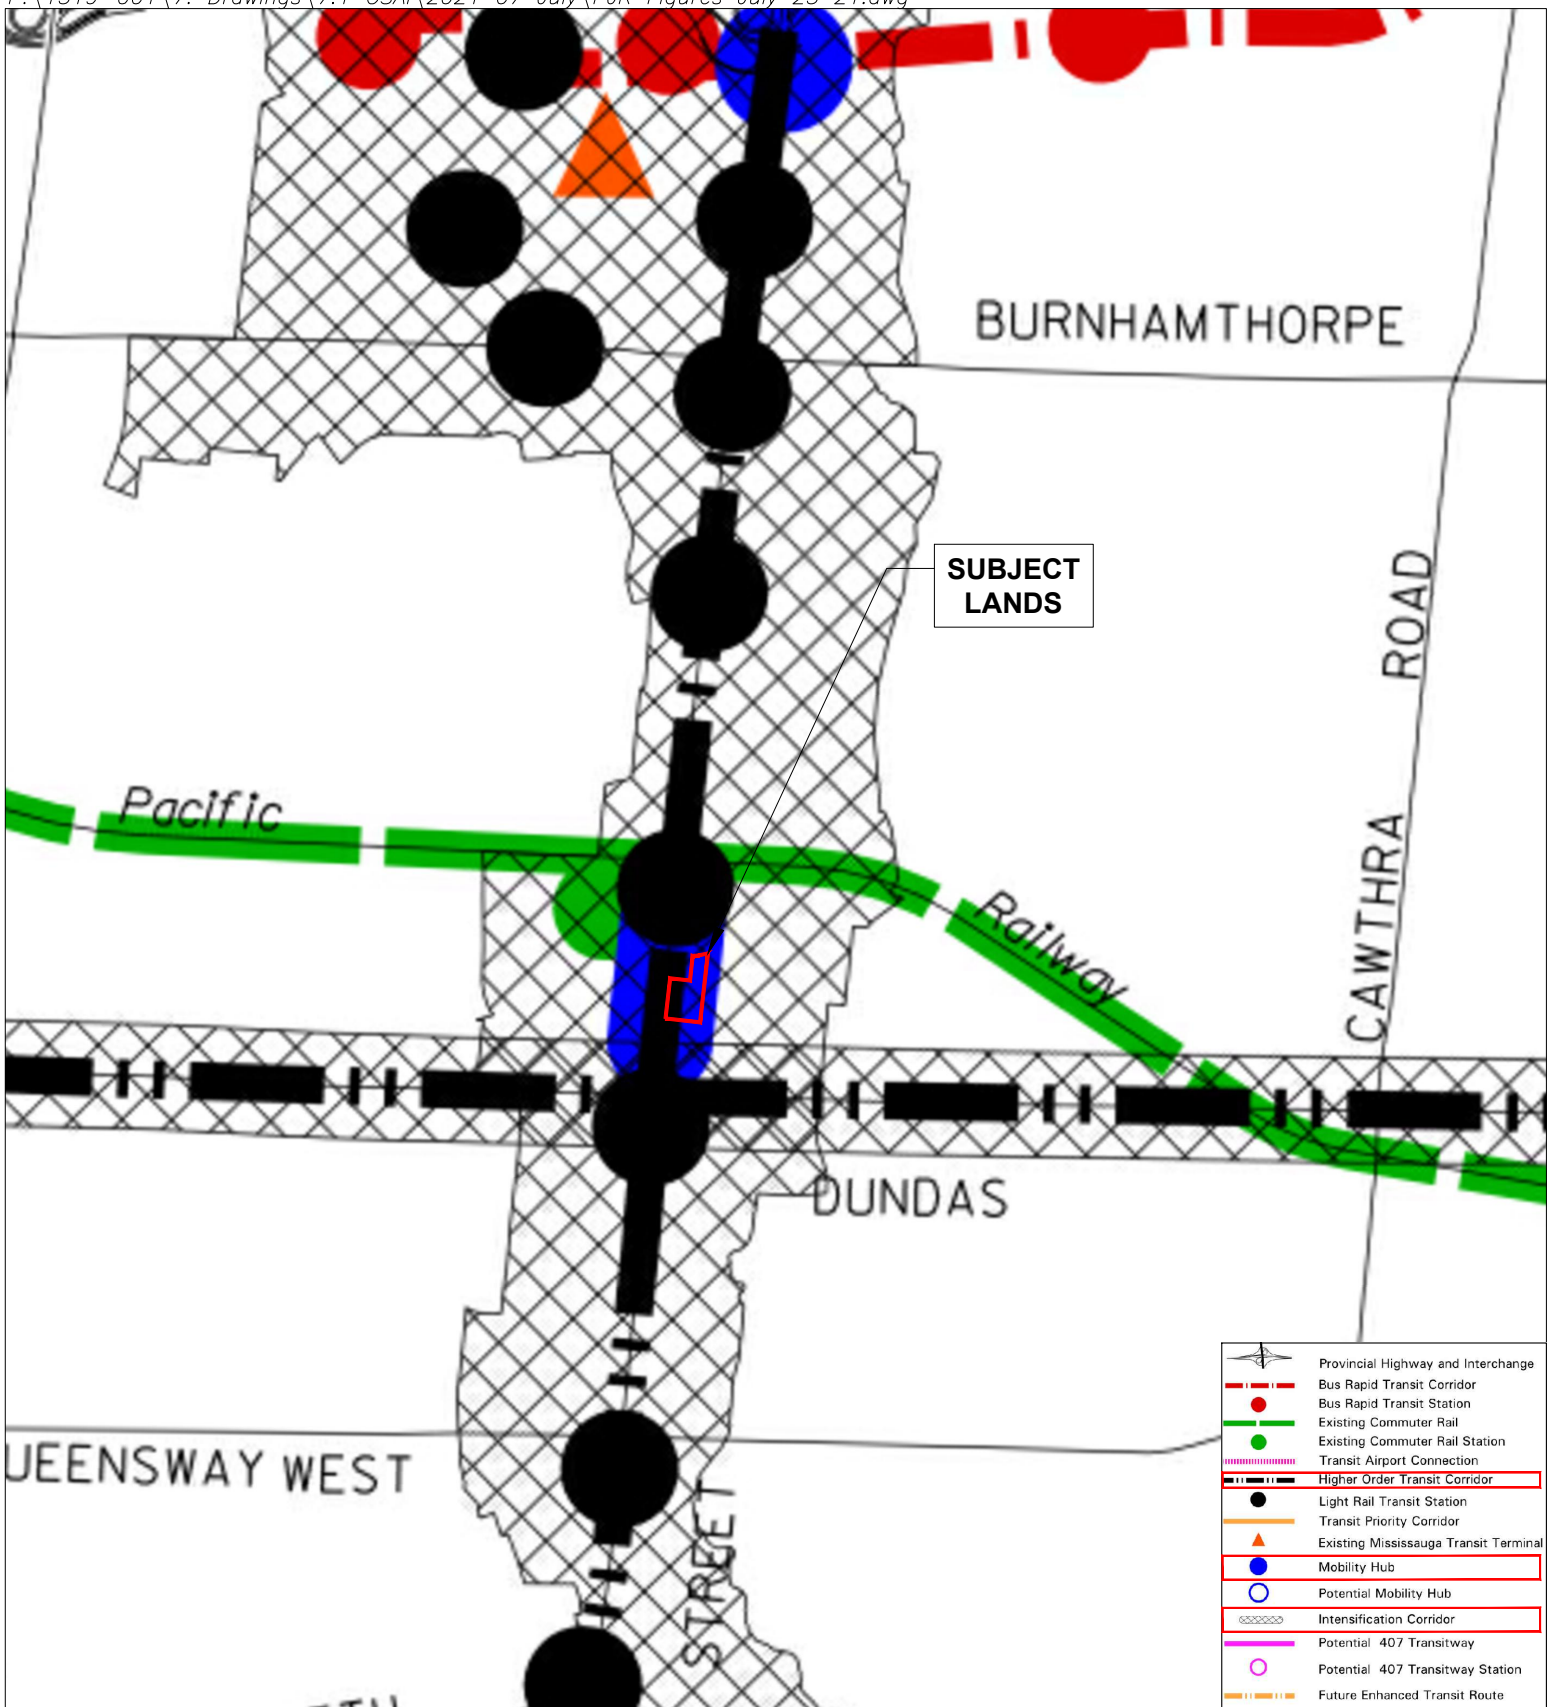 BURNHAMTHORPE
SUBJECT
LANDS
ROAD
Pacific
Railway
CAWTHRA
DUNDAS
UEENSWAY WEST
STREET
Provincial Highway and Interchange
Bus Rapid Transit Corridor
Bus Rapid Transit Station
Existing Commuter Rail
Existing Commuter Rail Station
Transit Airport Connection
Higher Order Transit Corridor
Light Rail Transit Station
Transit Priority Corridor
Existing Mississauga Transit Terminal
Mobility Hub
Potential Mobility Hub
Intensification Corridor
Potential 407 Transitway
Potential 407 Transitway Station
Future Enhanced Transit Route